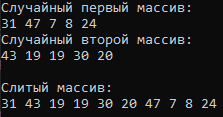 Случайный первый массив:
31 47 7 8 24
Случайный второй массив:
43 19 19 30 20
Слитый массив:
31 43 19 19 30 20 47 7 8 24